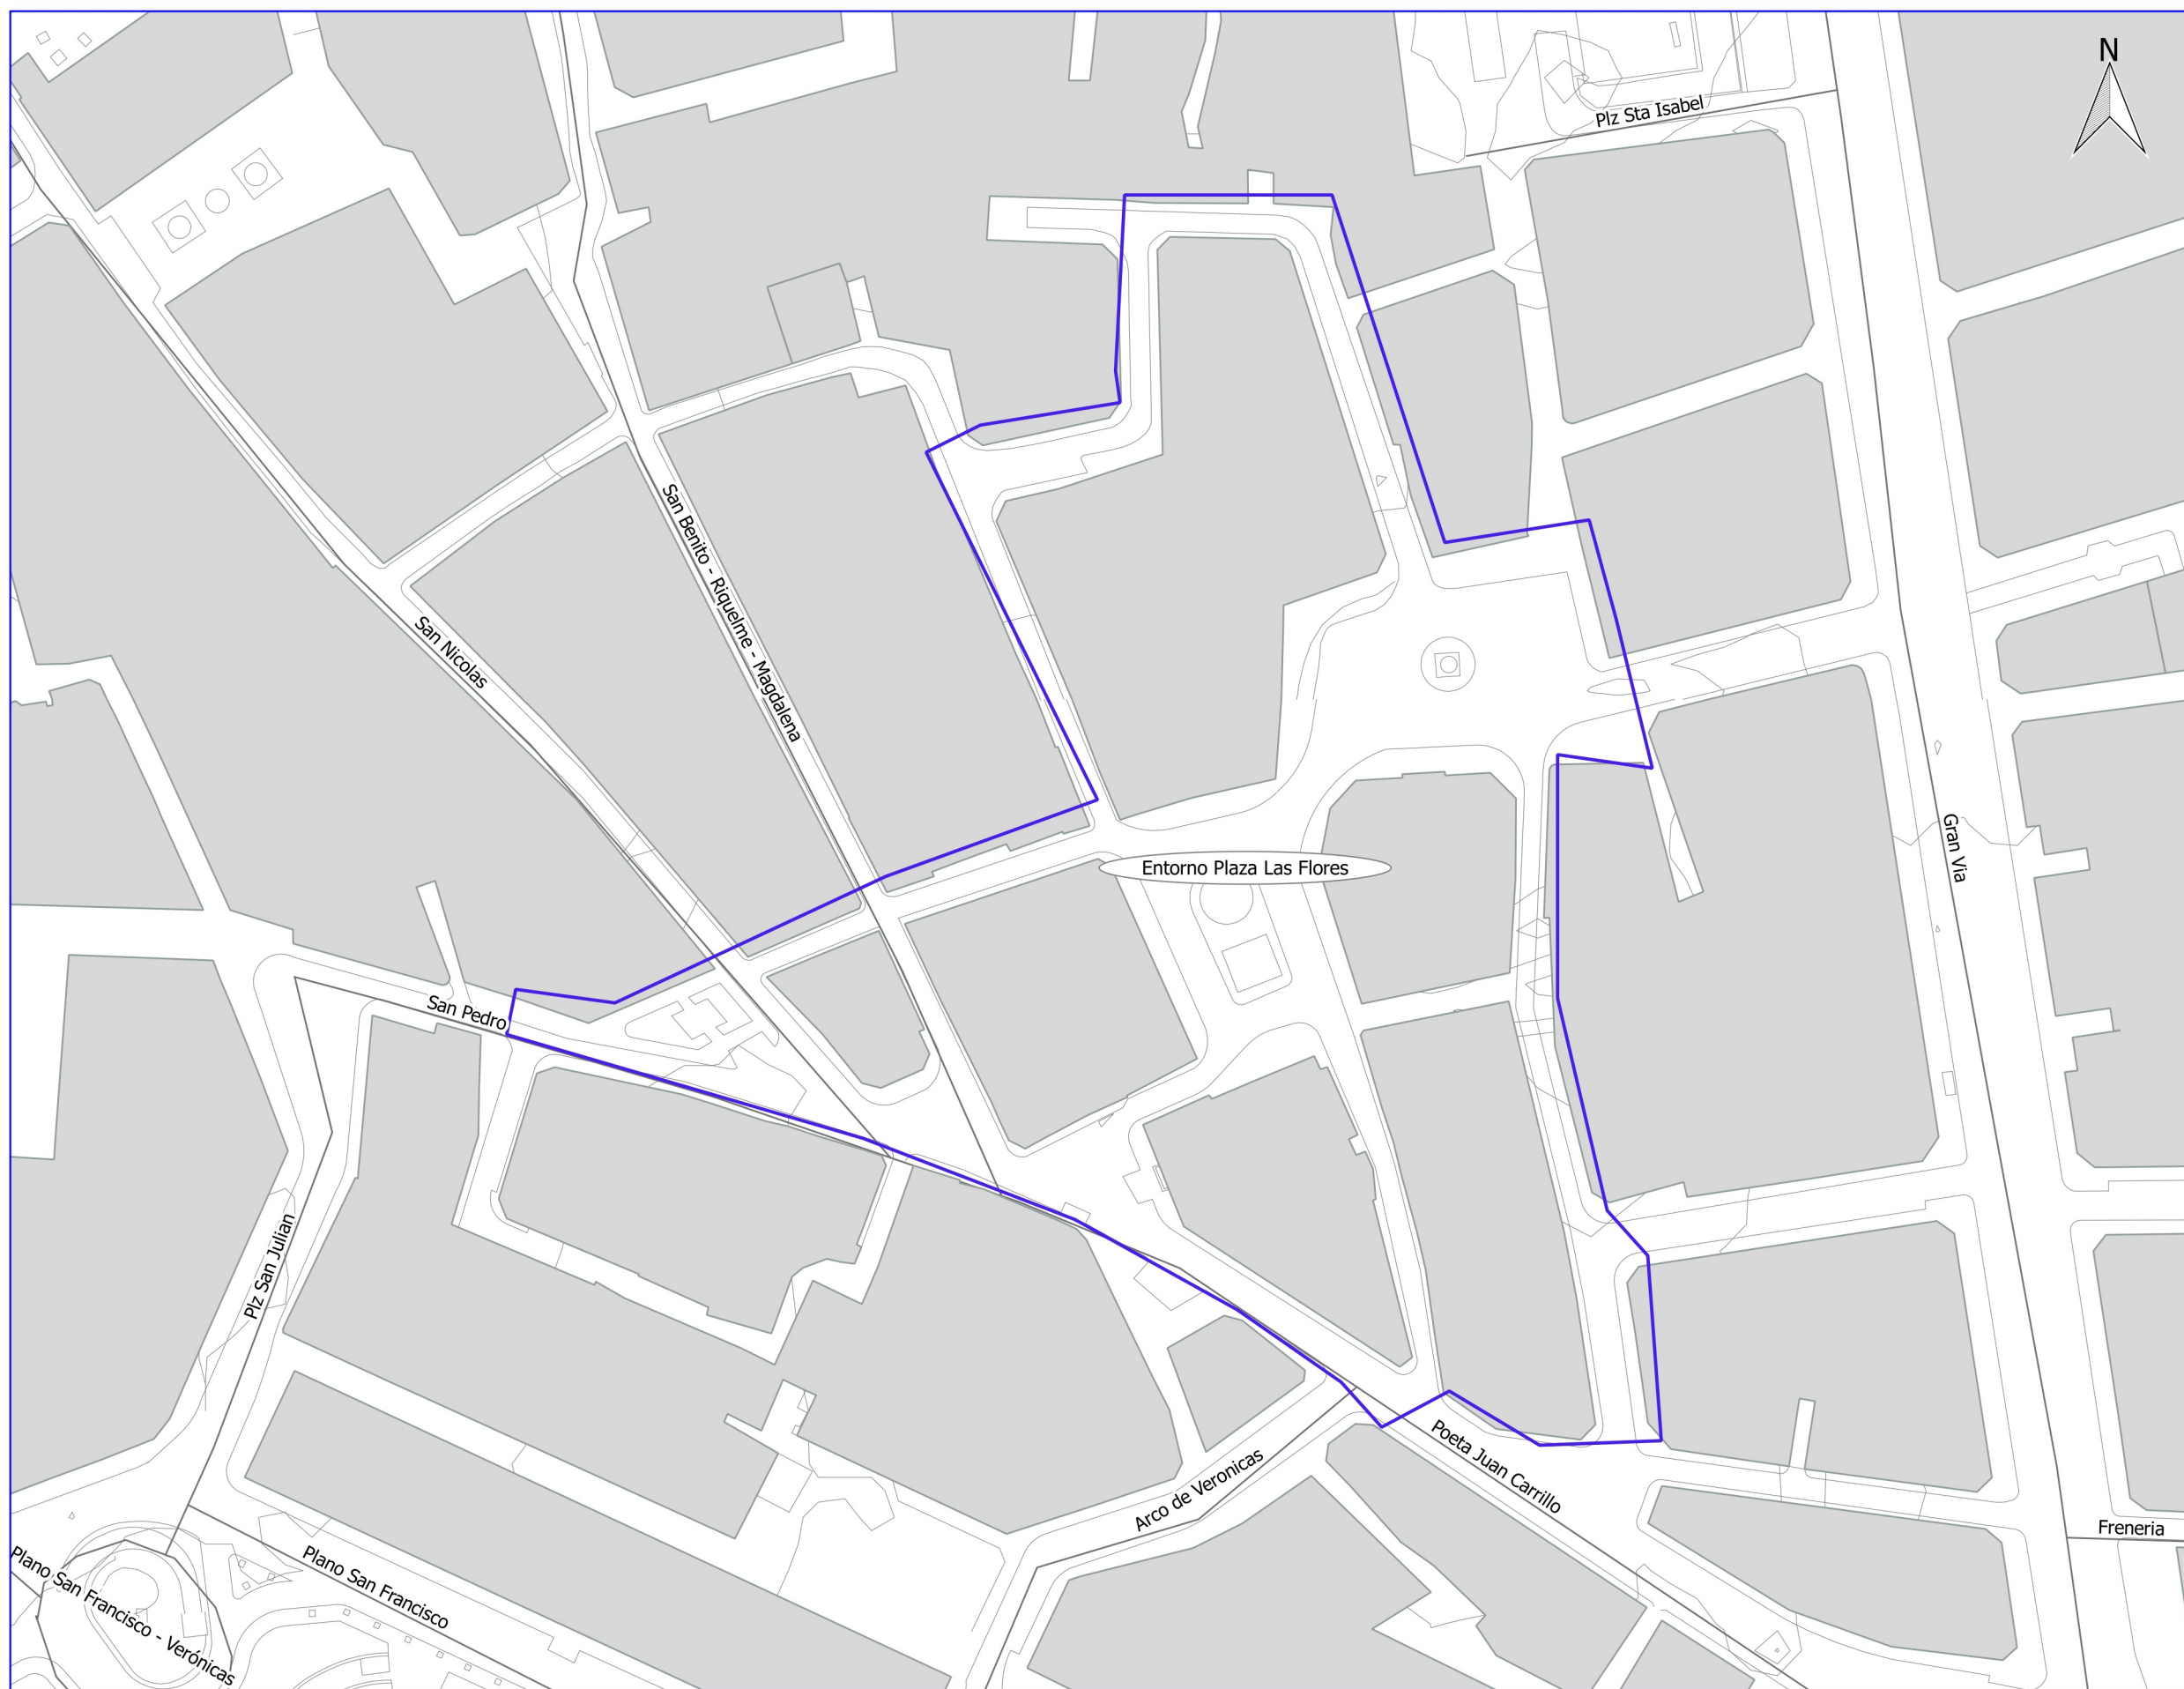 N
Plz Sta Isabel
San Benito - Riquelme - Magdalena
San Nicolas
Gran Via
Entorno Plaza Las Flores
San Pedro
Plz San Julian
Poeta Juan Carrillo
Arco de Veronicas
Freneria
Plano San Francisco
Plano San Francisco - Verónicas